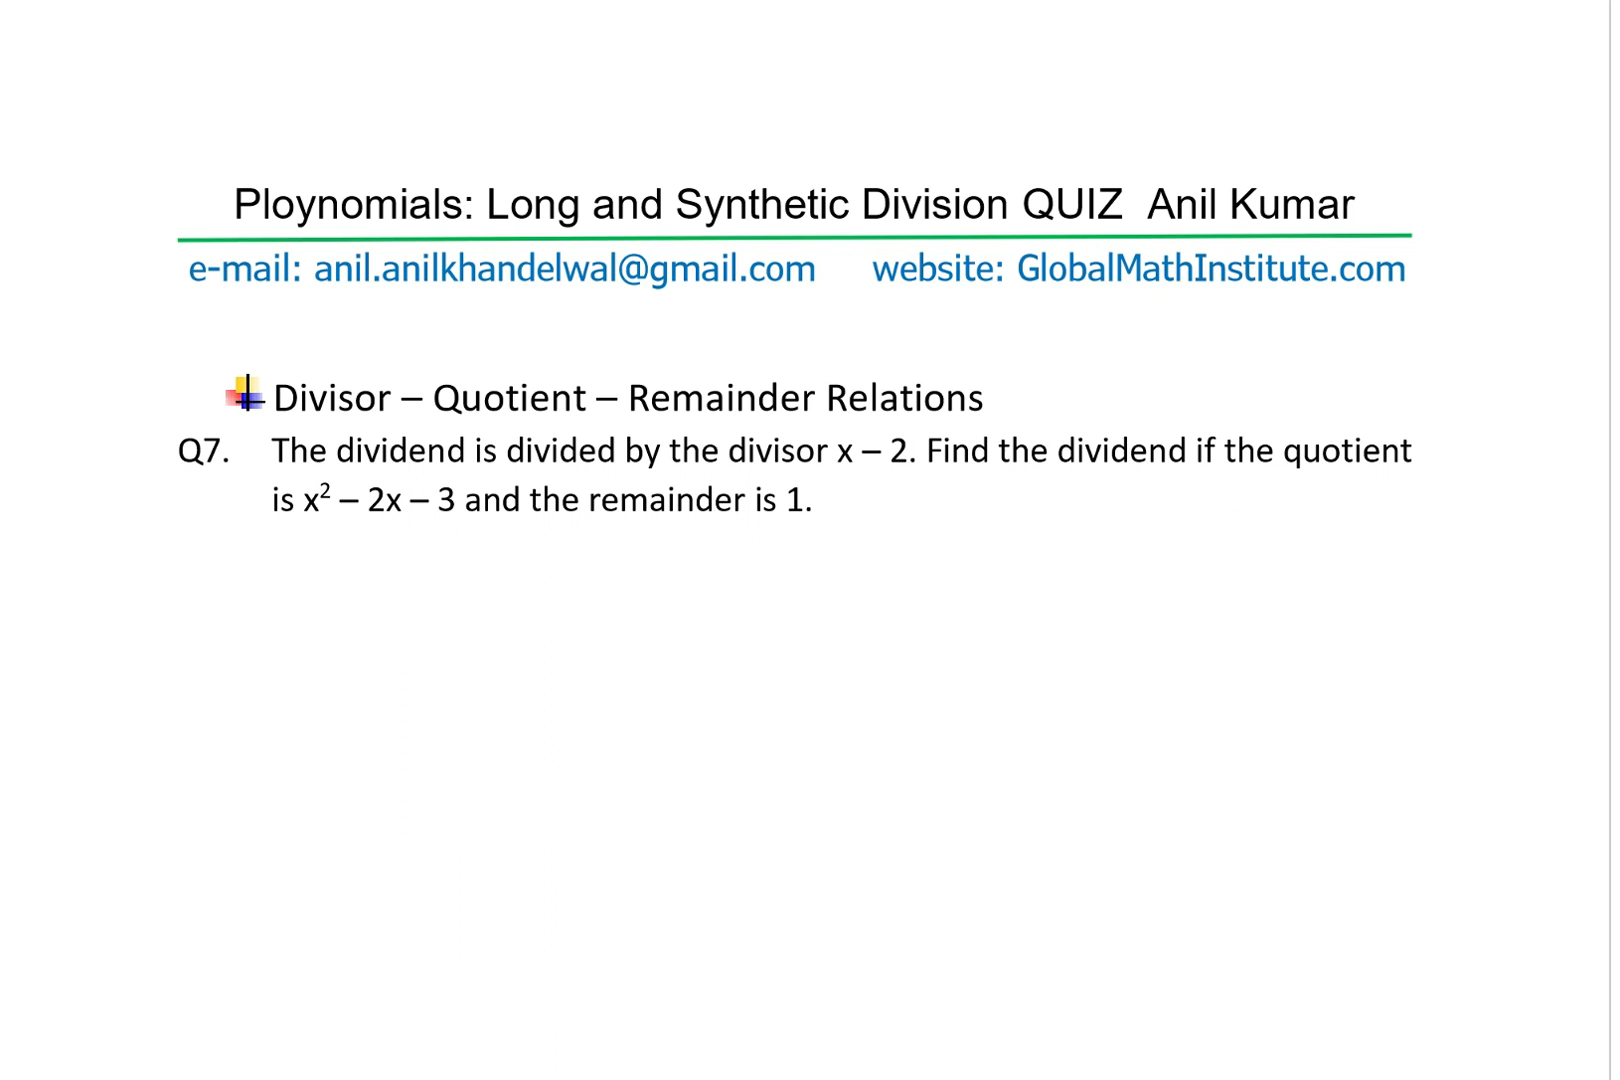 Ploynomials: Long and Synthetic Division QUIZ  Anil Kumar
e-mail: anil.anilkhandelwal@gmail.com website: GlobalMathInstitute.com
Divisor – Quotient – Remainder Relations
Q7. The dividend is divided by the divisor x – 2. Find the dividend if the quotient
is x² – 2x – 3 and the remainder is 1.